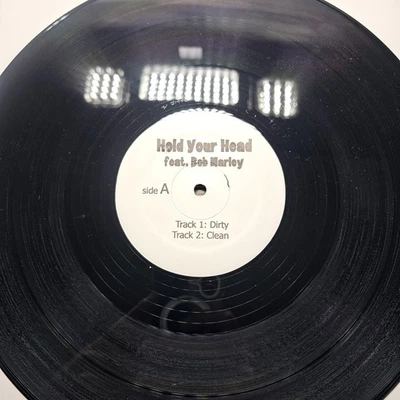 Hold Your Head
feat. Bob Marley
side A
Track 1: Dirty
Track 2: Clean